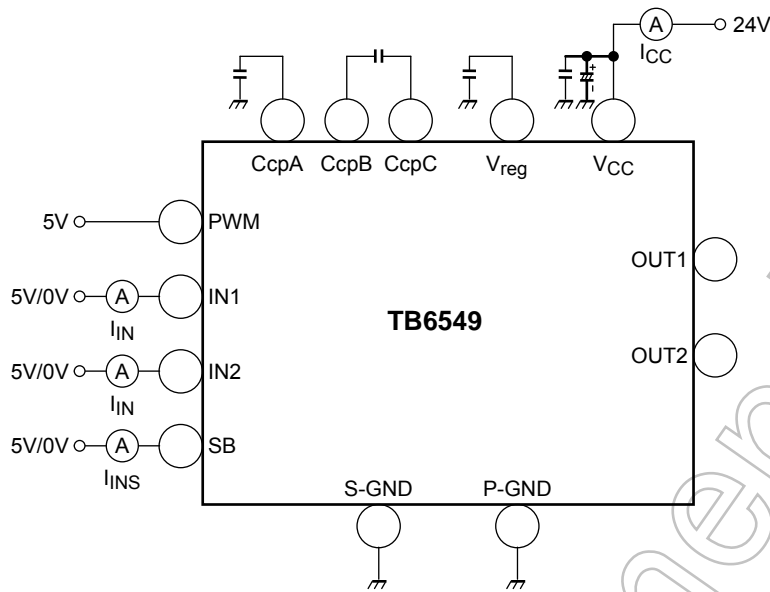 A
24V
ICC
+
-
CcpA
CcpB
CcpC
Vreg
VCC
5V
PWM
OUT1
5V/0V
A
IN1
IIN
TB6549
OUT2
5V/0V
A
IN2
IIN
5V/0V
A
SB
IINS
S-GND
P-GND